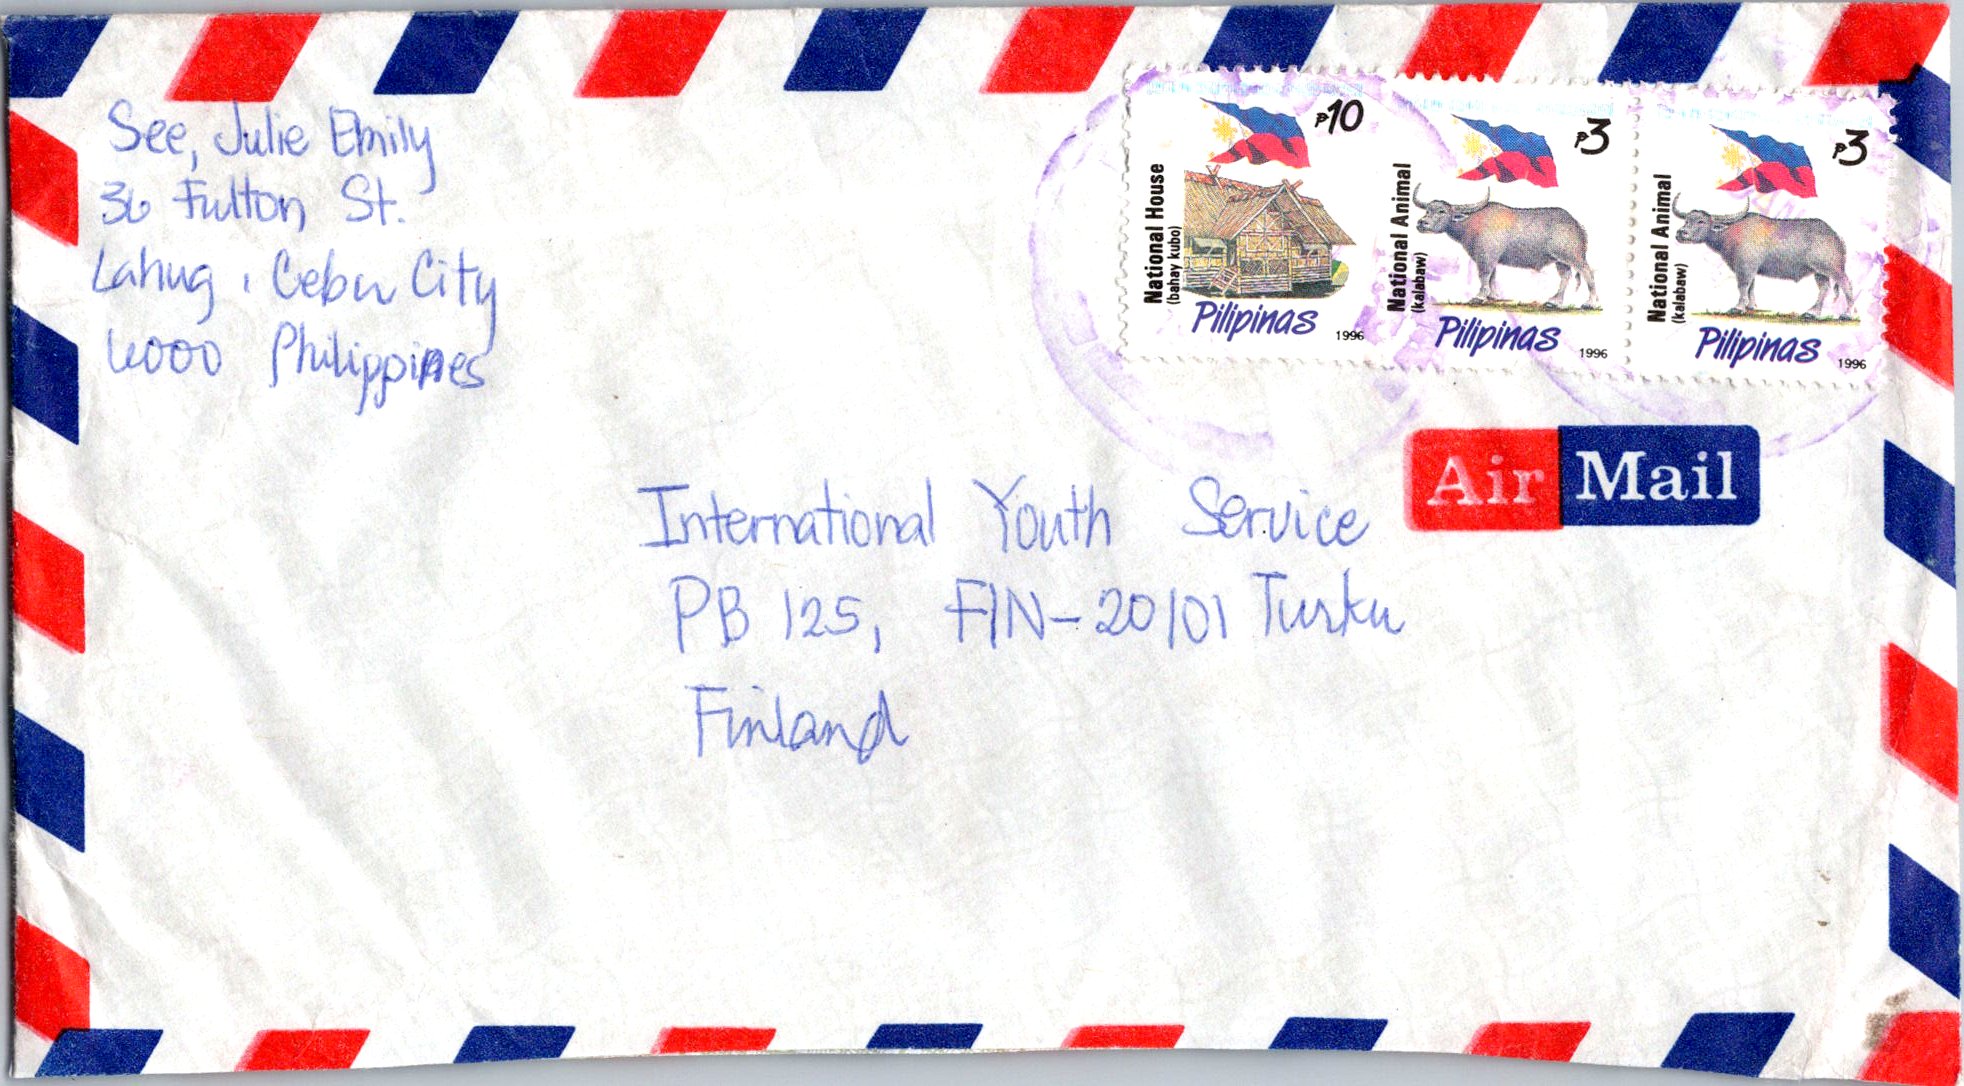 See, Julie Emily
36 Fulton St.
Lahug, Cebu City
6000 Philippines
₱10
National House
(bahay kubo)
Pilipinas
1996
₱3
National Animal
(kalabaw)
Pilipinas
1996
₱3
National Animal
(kalabaw)
Pilipinas
1996
Air Mail
International Youth Service
PB 125, FIN-20101 Turku
Finland